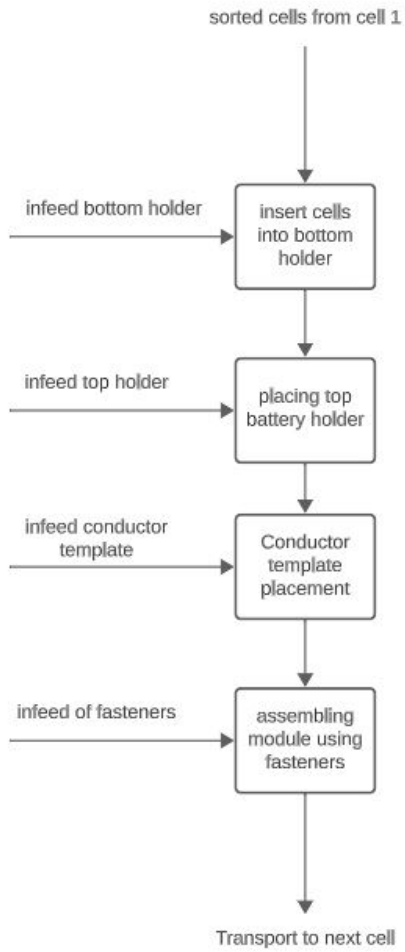 sorted cells from cell 1
infeed bottom holder
insert cells
into bottom
holder
infeed top holder
placing top
battery holder
infeed conductor
template
Conductor
template
placement
infeed of fasteners
assembling
module using
fasteners
Transport to next cell